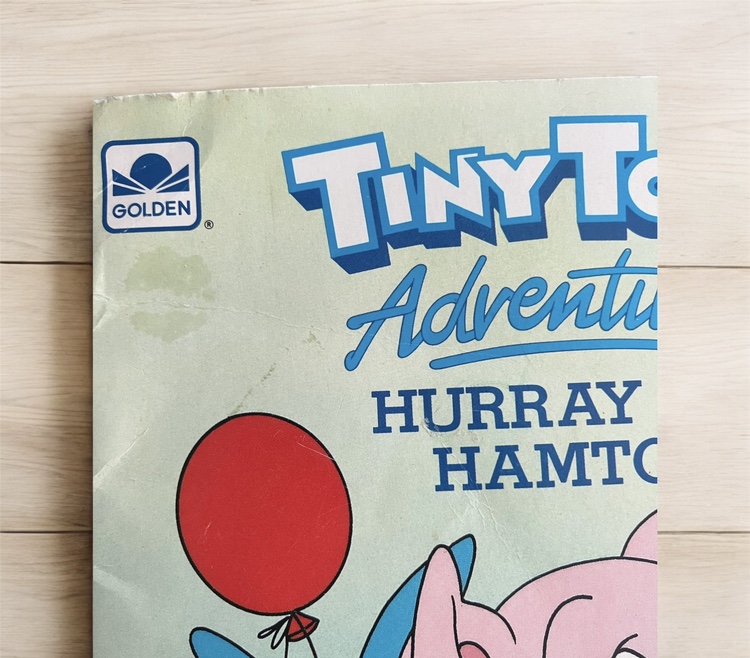 GOLDEN
®
TINY TO
Adventu
HURRAY
HAMTO